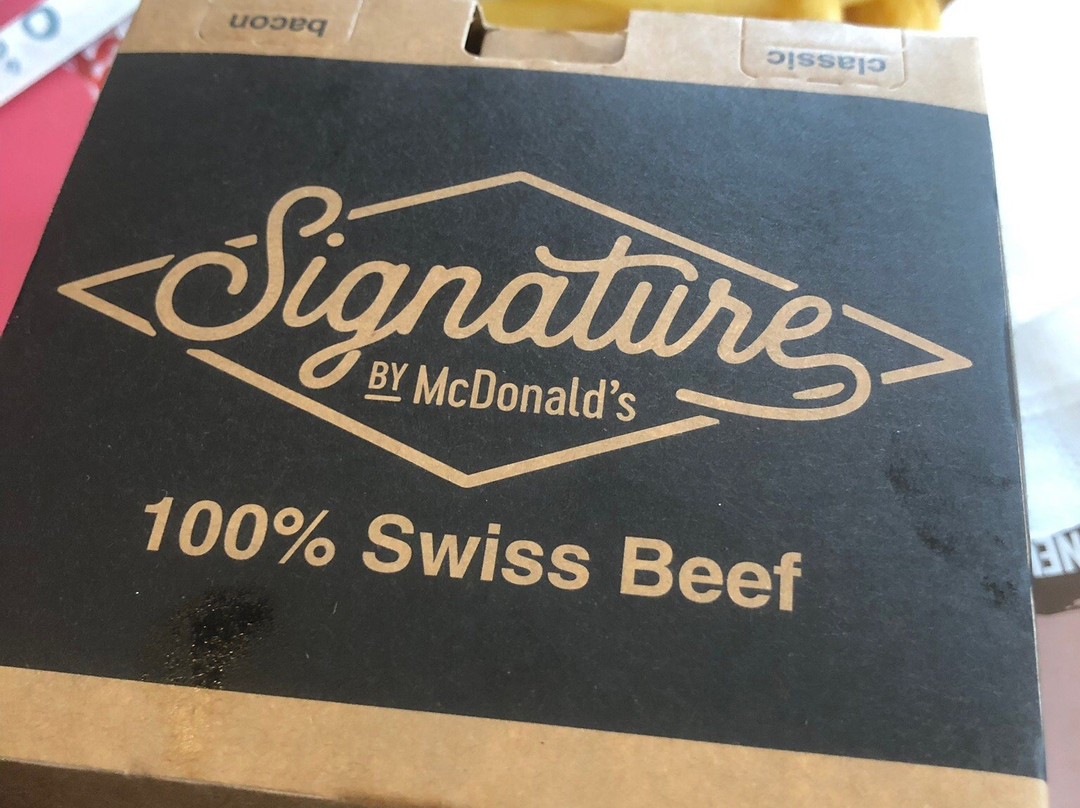 bacon
classic
Signature
BY McDonald's
100% Swiss Beef